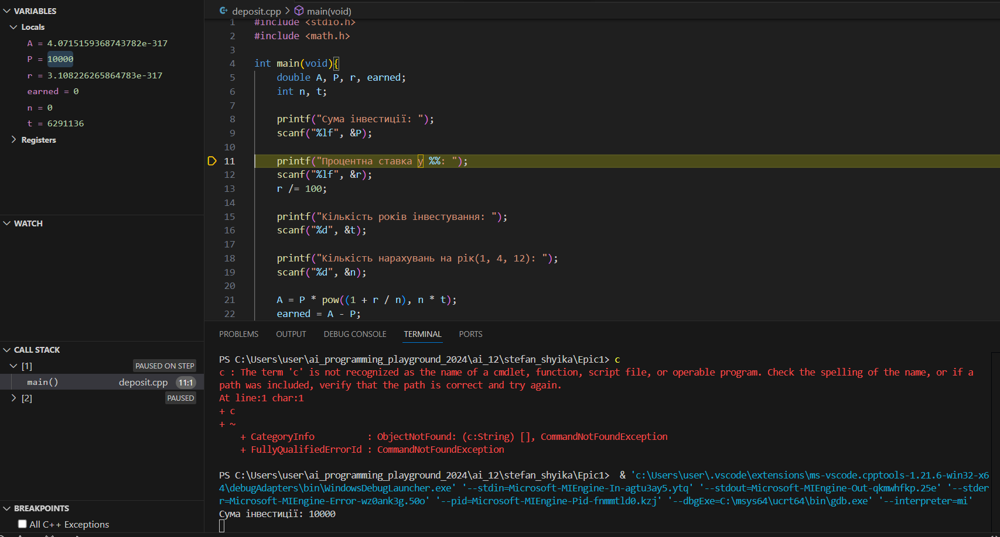 VARIABLES
Locals
A = 4.0715159368743782e-317
P = 10000
r = 3.108226265864783e-317
earned = 0
n = 0
t = 6291136
Registers
WATCH
CALL STACK
[1] PAUSED ON STEP
main() deposit.cpp 11:1
[2] PAUSED
BREAKPOINTS
All C++ Exceptions
deposit.cpp > main(void)
1 #include <stdio.h>
2 #include <math.h>
3
4 int main(void){
5 double A, P, r, earned;
6 int n, t;
7
8 printf("Сума інвестиції: ");
9 scanf("%lf", &P);
10
11 printf("Процентна ставка у %%: ");
12 scanf("%lf", &r);
13 r /= 100;
14
15 printf("Кількість років інвестування: ");
16 scanf("%d", &t);
17
18 printf("Кількість нарахувань на рік(1, 4, 12): ");
19 scanf("%d", &n);
20
21 A = P * pow((1 + r / n), n * t);
22 earned = A - P;
PROBLEMS OUTPUT DEBUG CONSOLE TERMINAL PORTS
PS C:\Users\user\ai_programming_playground_2024\ai_12\stefan_shyika\Epic1> c
c : The term 'c' is not recognized as the name of a cmdlet, function, script file, or operable program. Check the spelling of the name, or if a
path was included, verify that the path is correct and try again.
At line:1 char:1
+ c
+ ~
+ CategoryInfo : ObjectNotFound: (c:String) [], CommandNotFoundException
+ FullyQualifiedErrorId : CommandNotFoundException
PS C:\Users\user\ai_programming_playground_2024\ai_12\stefan_shyika\Epic1> & 'c:\Users\user\.vscode\extensions\ms-vscode.cpptools-1.21.6-win32-x6
4\debugAdapters\bin\WindowsDebugLauncher.exe' '--stdin=Microsoft-MIEngine-In-agtu3ay5.ytq' '--stdout=Microsoft-MIEngine-Out-qkmwhfkp.25e' '--stder
r=Microsoft-MIEngine-Error-wz0ank3g.50o' '--pid=Microsoft-MIEngine-Pid-fnmmtld0.kzj' '--dbgExe=C:\msys64\ucrt64\bin\gdb.exe' '--interpreter=mi'
Сума інвестиції: 10000